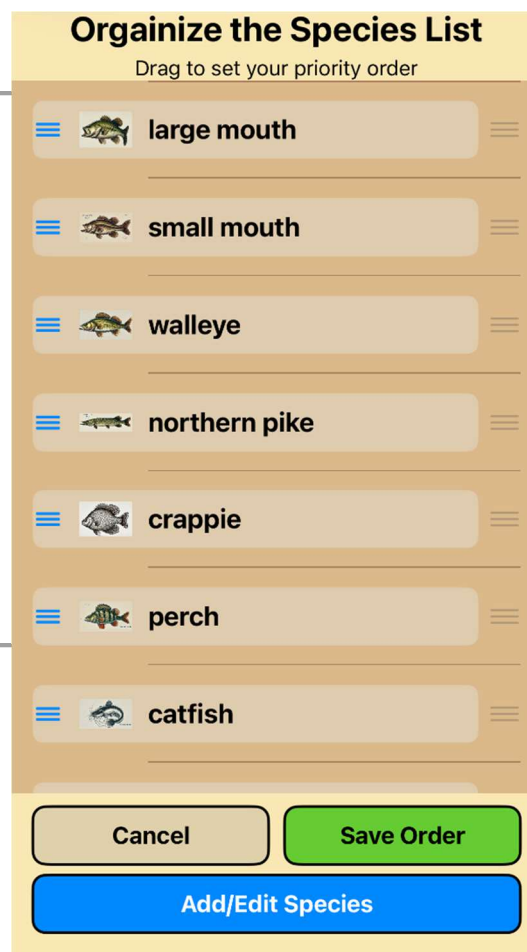 Orgainize the Species List
Drag to set your priority order
large mouth
small mouth
walleye
northern pike
crappie
perch
catfish
Cancel
Save Order
Add/Edit Species